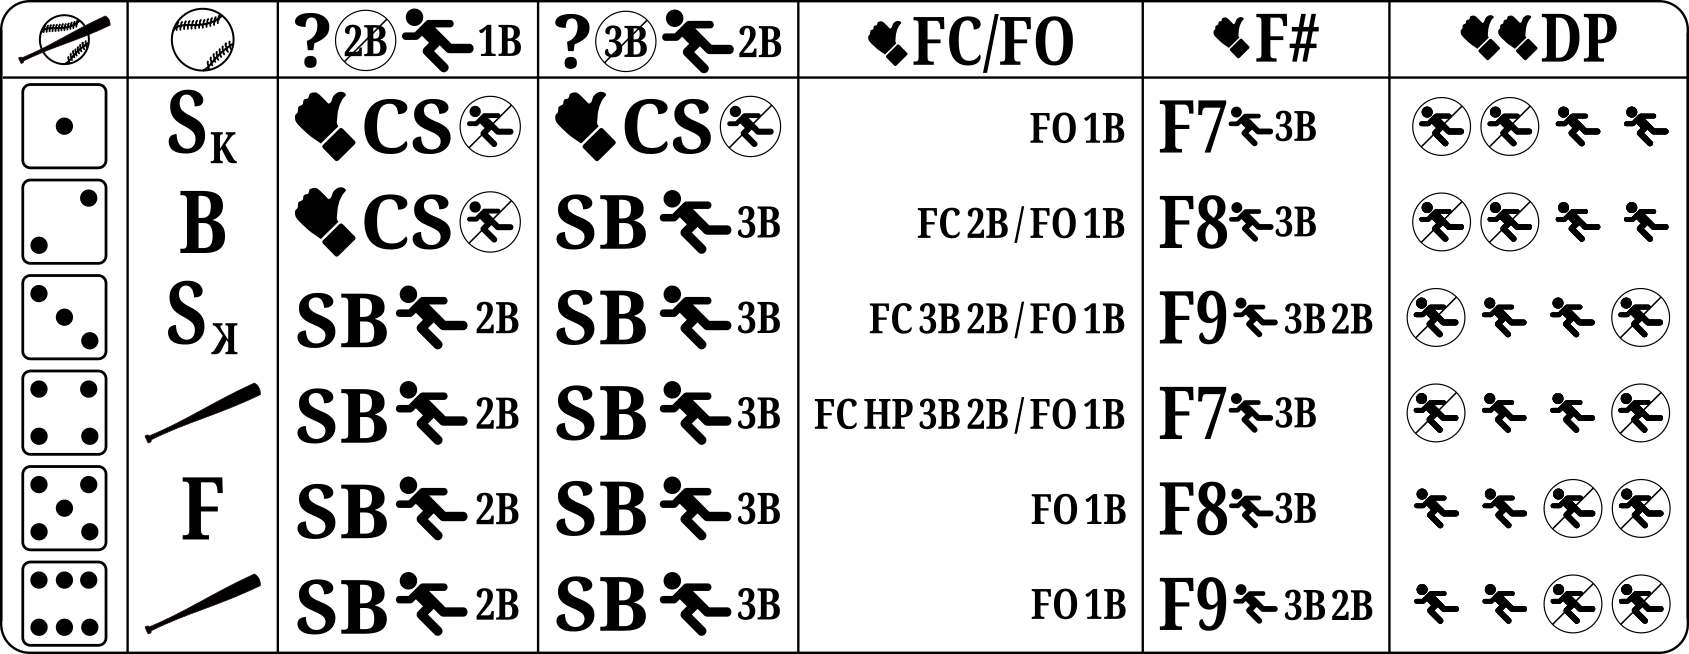 ? 2B 1B ? 3B 2B FC/FO F# DP
SK CS CS FO 1B F7 3B
B CS SB 3B FC 2B / FO 1B F8 3B
Sꓘ SB 2B SB 3B FC 3B 2B / FO 1B F9 3B 2B
SB 2B SB 3B FC HP 3B 2B / FO 1B F7 3B
F SB 2B SB 3B FO 1B F8 3B
SB 2B SB 3B FO 1B F9 3B 2B